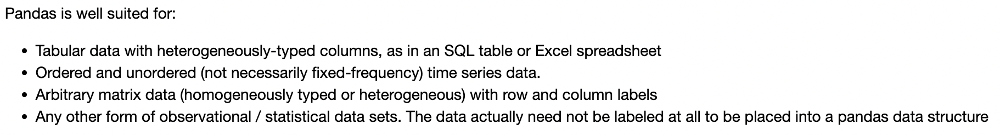 Pandas is well suited for:
• Tabular data with heterogeneously-typed columns, as in an SQL table or Excel spreadsheet
• Ordered and unordered (not necessarily fixed-frequency) time series data.
• Arbitrary matrix data (homogeneously typed or heterogeneous) with row and column labels
• Any other form of observational / statistical data sets. The data actually need not be labeled at all to be placed into a pandas data structure